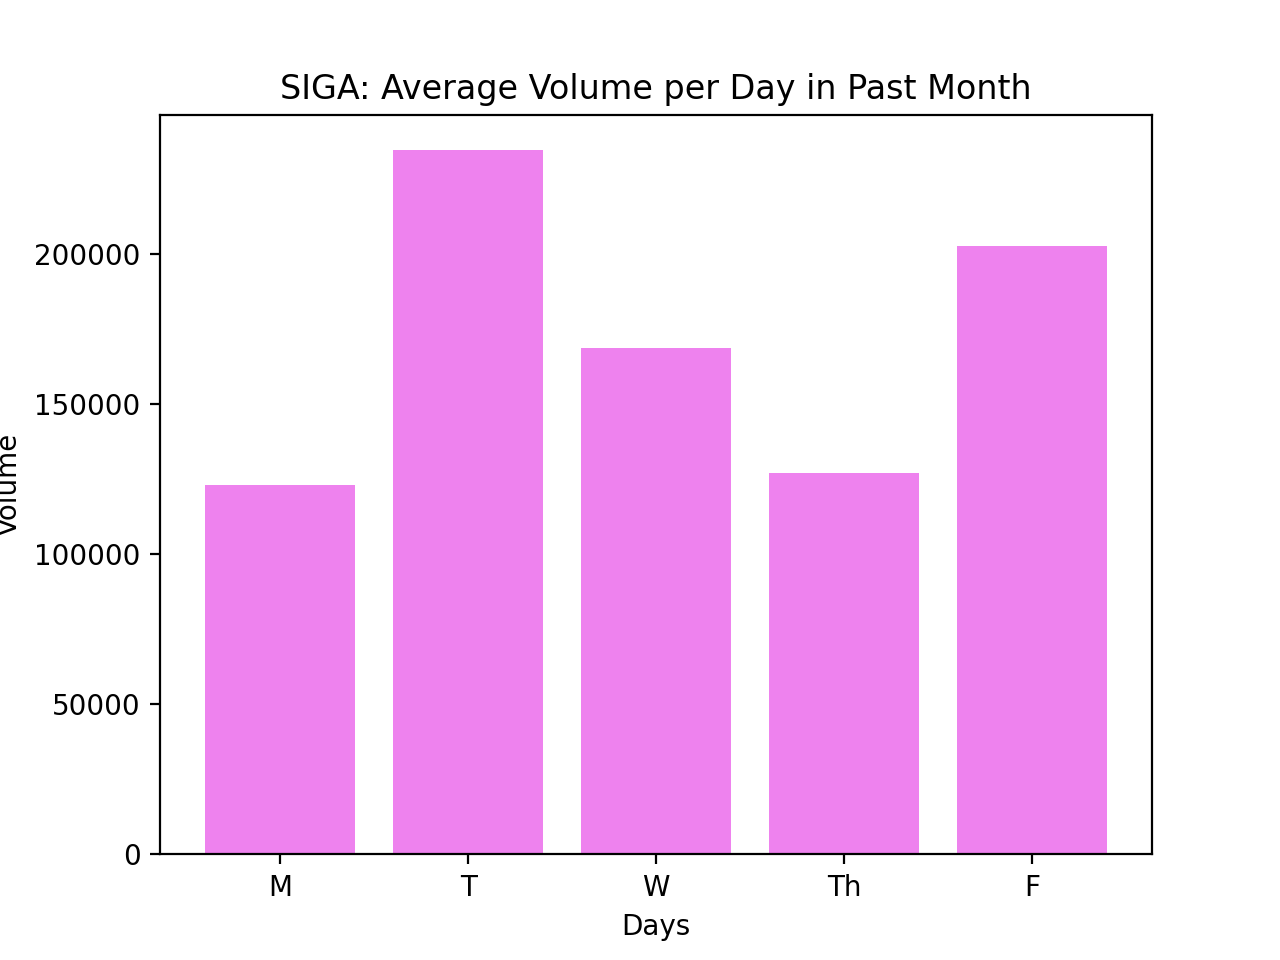 SIGA: Average Volume per Day in Past Month
Volume
200000
150000
100000
50000
0
M T W Th F
Days